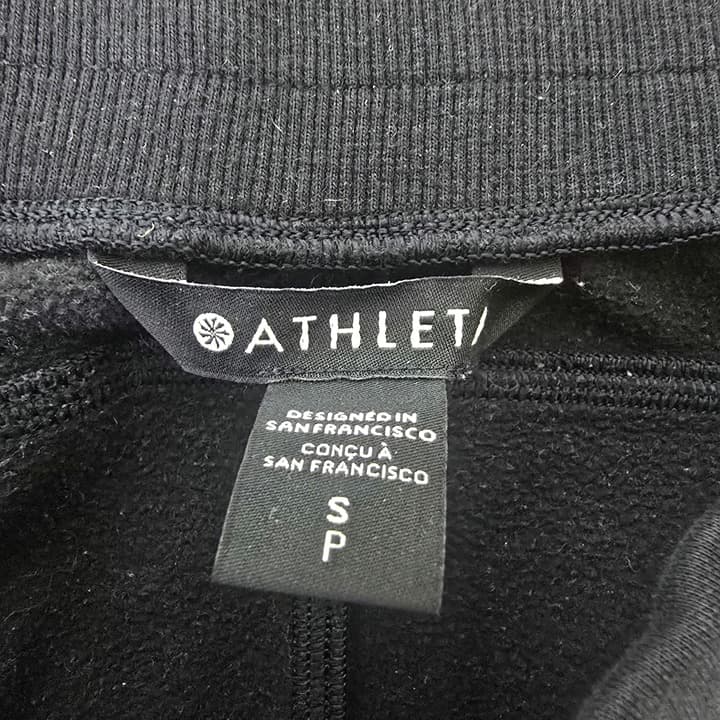 ATHLETA
DESIGNED IN
SAN FRANCISCO
CONÇU À
SAN FRANCISCO
S
P